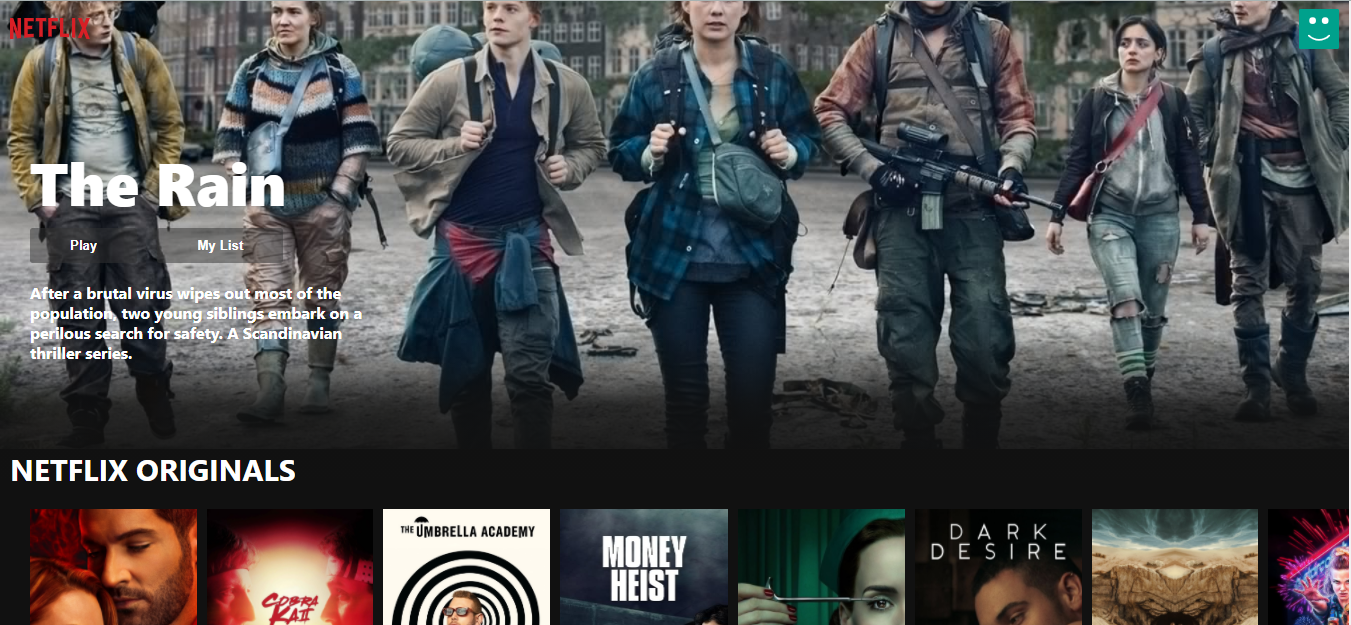 NETFLIX
The Rain
Play
My List
After a brutal virus wipes out most of the
population, two young siblings embark on a
perilous search for safety. A Scandinavian
thriller series.
NETFLIX ORIGINALS
COBRA
KAI
THE UMBRELLA ACADEMY
MONEY
HEIST
DARK
DESIRE